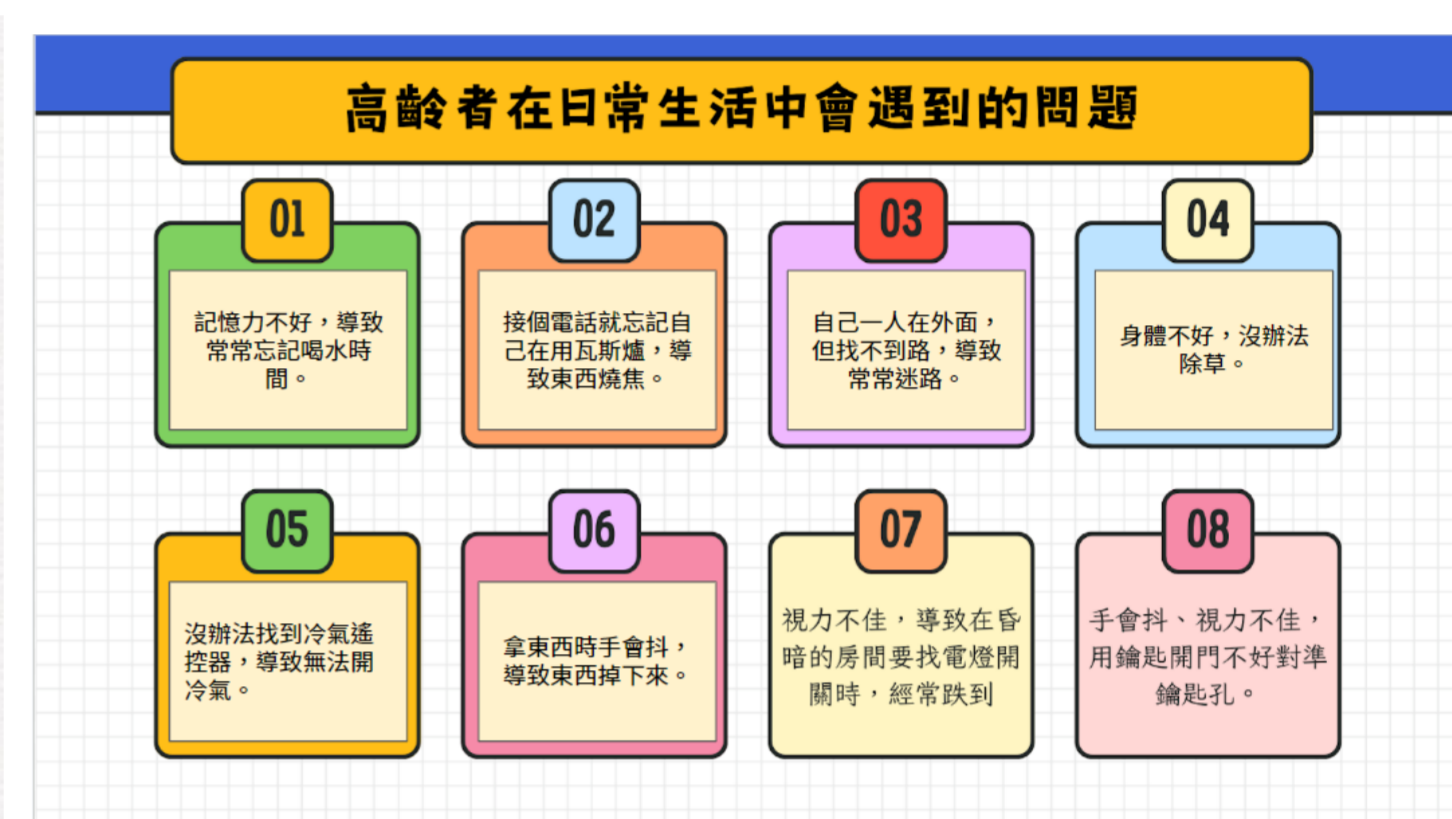 高齡者在日常生活中會遇到的問題
01
記憶力不好，導致
常常忘記喝水時
間。
02
接個電話就忘記自
己在用瓦斯爐，導
致東西燒焦。
03
自己一人在外面，
但找不到路，導致
常常迷路。
04
身體不好，沒辦法
除草。
05
沒辦法找到冷氣遙
控器，導致無法開
冷氣。
06
拿東西時手會抖，
導致東西掉下來。
07
視力不佳，導致在昏
暗的房間要找電燈開
關時，經常跌到
08
手會抖、視力不佳，
用鑰匙開門不好對準
鑰匙孔。